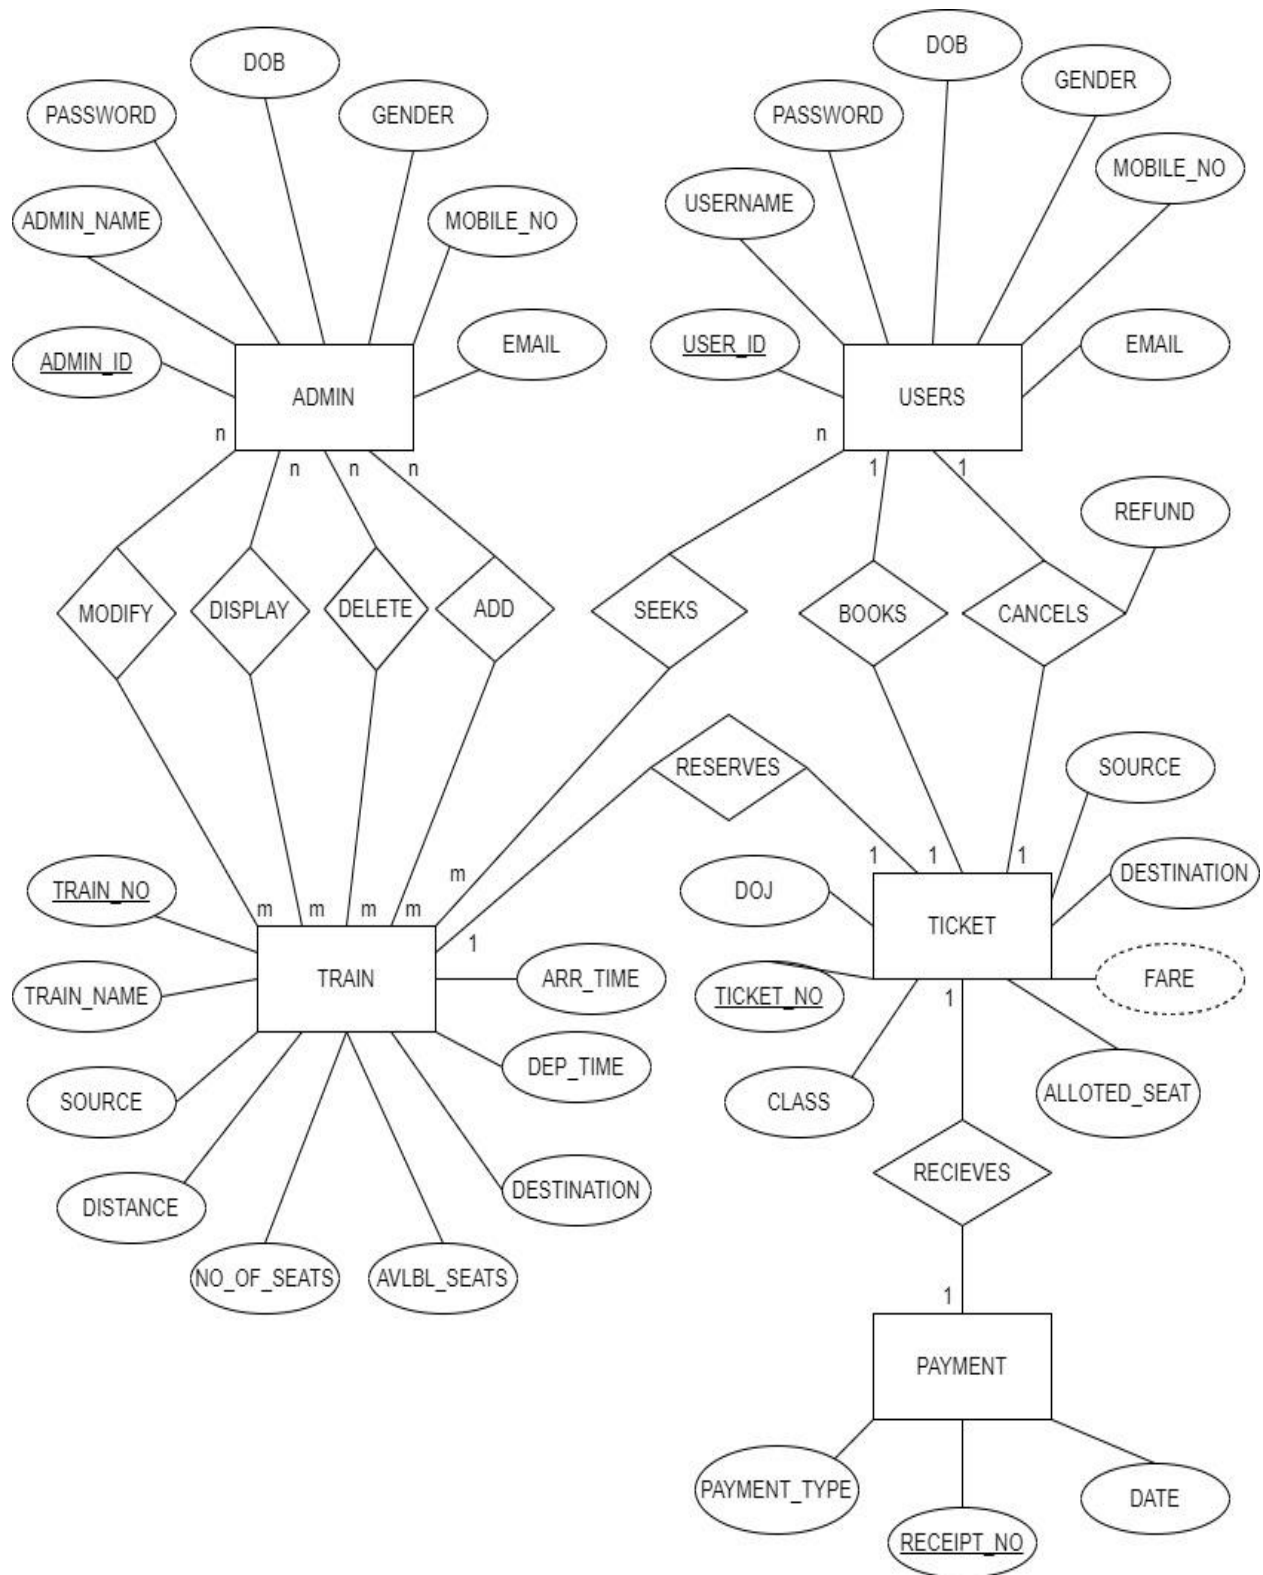 DOB
DOB
GENDER
PASSWORD
GENDER
PASSWORD
MOBILE_NO
USERNAME
ADMIN_NAME
MOBILE_NO
ADMIN_ID
EMAIL
USER_ID
EMAIL
ADMIN
USERS
n
n
n
n
n
1
1
REFUND
MODIFY
DISPLAY
DELETE
ADD
SEEKS
BOOKS
CANCELS
RESERVES
SOURCE
1
1
1
DESTINATION
m
TRAIN_NO
DOJ
m
m
m
m
TICKET
1
TRAIN
ARR_TIME
FARE
TRAIN_NAME
TICKET_NO
1
DEP_TIME
SOURCE
CLASS
ALLOTED_SEAT
RECIEVES
DESTINATION
DISTANCE
NO_OF_SEATS
AVLBL_SEATS
1
PAYMENT
PAYMENT_TYPE
DATE
RECEIPT_NO